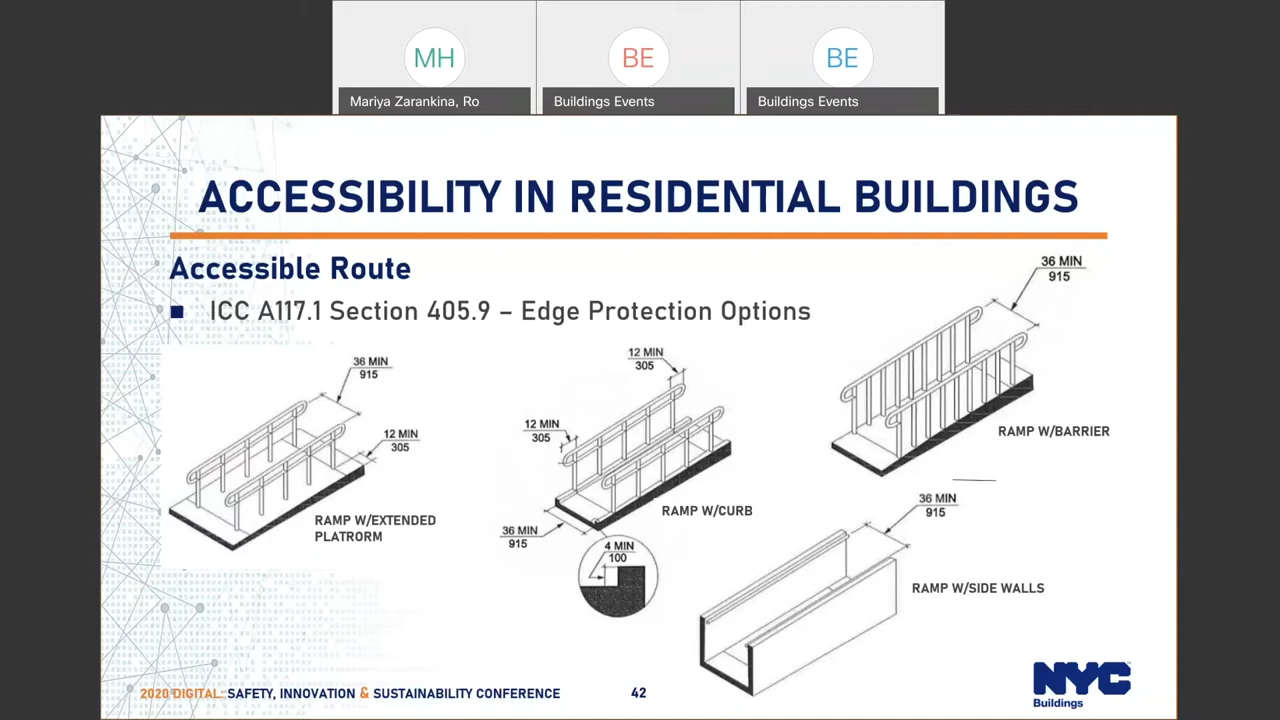 MH
BE
BE
Mariya Zarankina, Ro
Buildings Events
Buildings Events
ACCESSIBILITY IN RESIDENTIAL BUILDINGS
Accessible Route
ICC A117.1 Section 405.9 – Edge Protection Options
36 MIN
915
12 MIN
305
RAMP W/EXTENDED
PLATRORM
12 MIN
305
12 MIN
305
36 MIN
915
4 MIN
100
RAMP W/CURB
36 MIN
915
RAMP W/BARRIER
36 MIN
915
RAMP W/SIDE WALLS
2020 DIGITAL: SAFETY, INNOVATION & SUSTAINABILITY CONFERENCE
42
NYC
Buildings